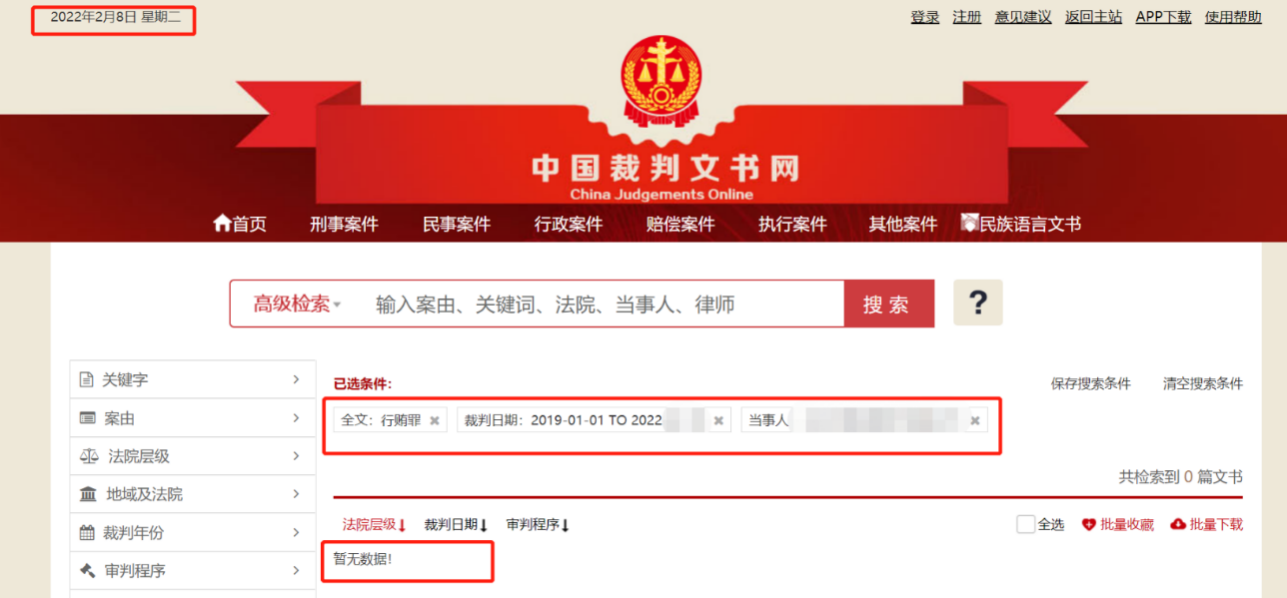 2022年2月8日 星期二
登录 注册 意见建议 返回主站 APP下载 使用帮助
中国裁判文书网
China Judgements Online
首页 刑事案件 民事案件 行政案件 赔偿案件 执行案件 其他案件 民族语言文书
高级检索 输入案由、关键词、法院、当事人、律师 搜索 ?
关键字
案由
法院层级
地域及法院
裁判年份
审判程序
已选条件: 保存搜索条件 清空搜索条件
全文: 行贿罪 裁判日期: 2019-01-01 TO 2022 当事人
共检索到 0 篇文书
法院层级 裁判日期 审判程序 全选 批量收藏 批量下载
暂无数据!